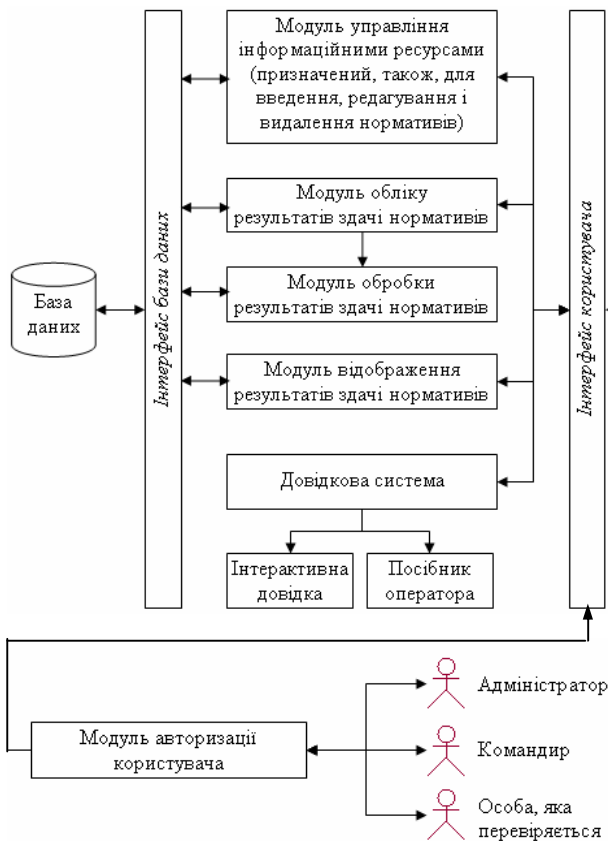 Модуль управління
інформаційними ресурсами
(призначений, також, для
введення, редагування і
видалення нормативів)
Модуль обліку
результатів здачі нормативів
Модуль обробки
результатів здачі нормативів
Модуль відображення
результатів здачі нормативів
Довідкова система
Інтерактивна
довідка
Посібник
оператора
База
даних
Інтерфейс бази даних
Інтерфейс користувача
Модуль авторизації
користувача
Адміністратор
Командир
Особа, яка
перевіряється